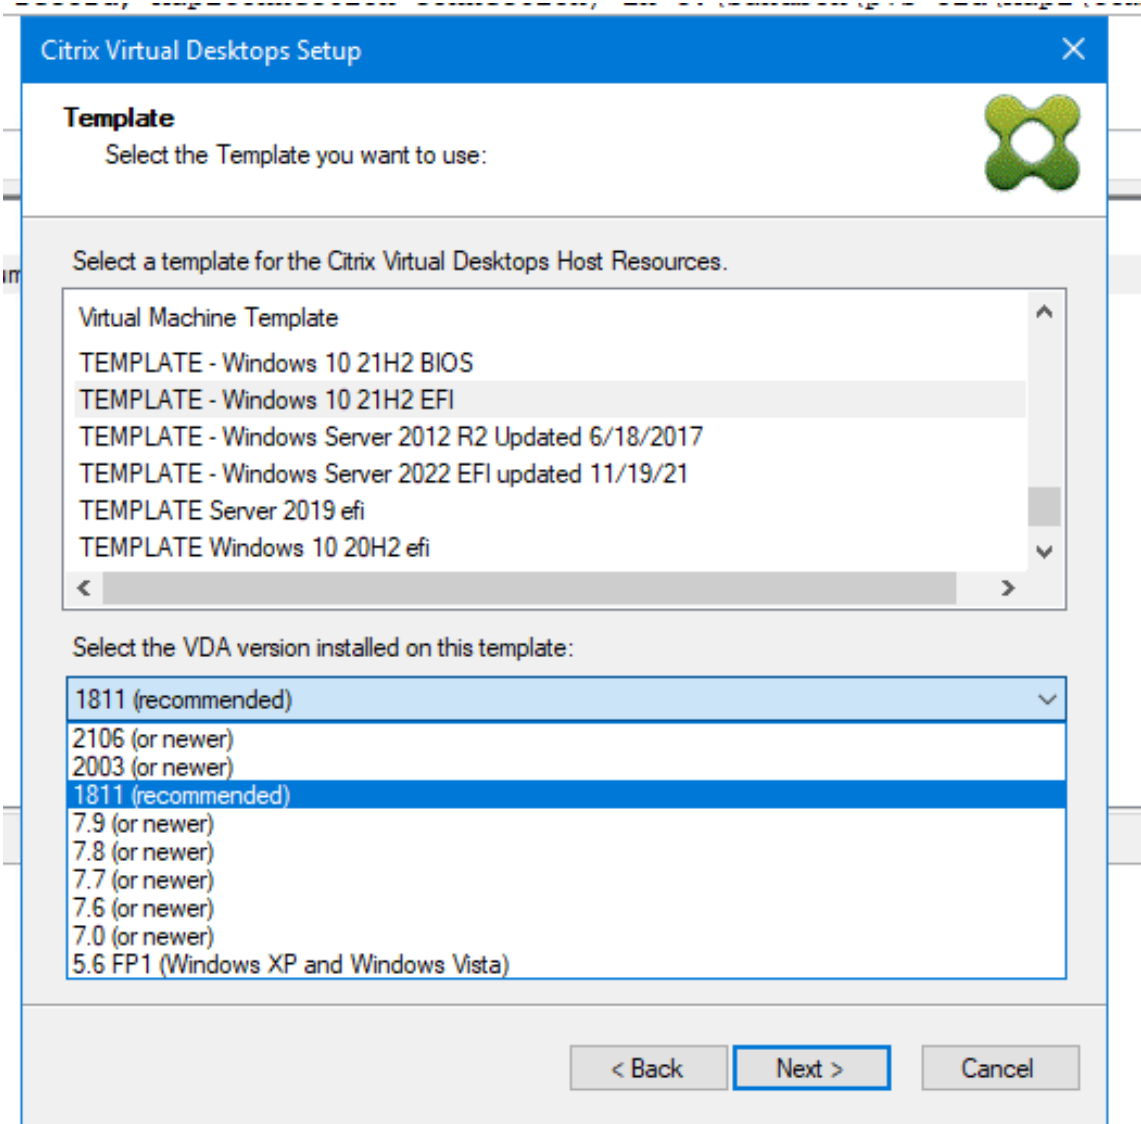 Citrix Virtual Desktops Setup
Template
Select the Template you want to use:
Select a template for the Citrix Virtual Desktops Host Resources.
Virtual Machine Template
TEMPLATE - Windows 10 21H2 BIOS
TEMPLATE - Windows 10 21H2 EFI
TEMPLATE - Windows Server 2012 R2 Updated 6/18/2017
TEMPLATE - Windows Server 2022 EFI updated 11/19/21
TEMPLATE Server 2019 efi
TEMPLATE Windows 10 20H2 efi
Select the VDA version installed on this template:
1811 (recommended)
2106 (or newer)
2003 (or newer)
1811 (recommended)
7.9 (or newer)
7.8 (or newer)
7.7 (or newer)
7.6 (or newer)
7.0 (or newer)
5.6 FP1 (Windows XP and Windows Vista)
< Back Next > Cancel